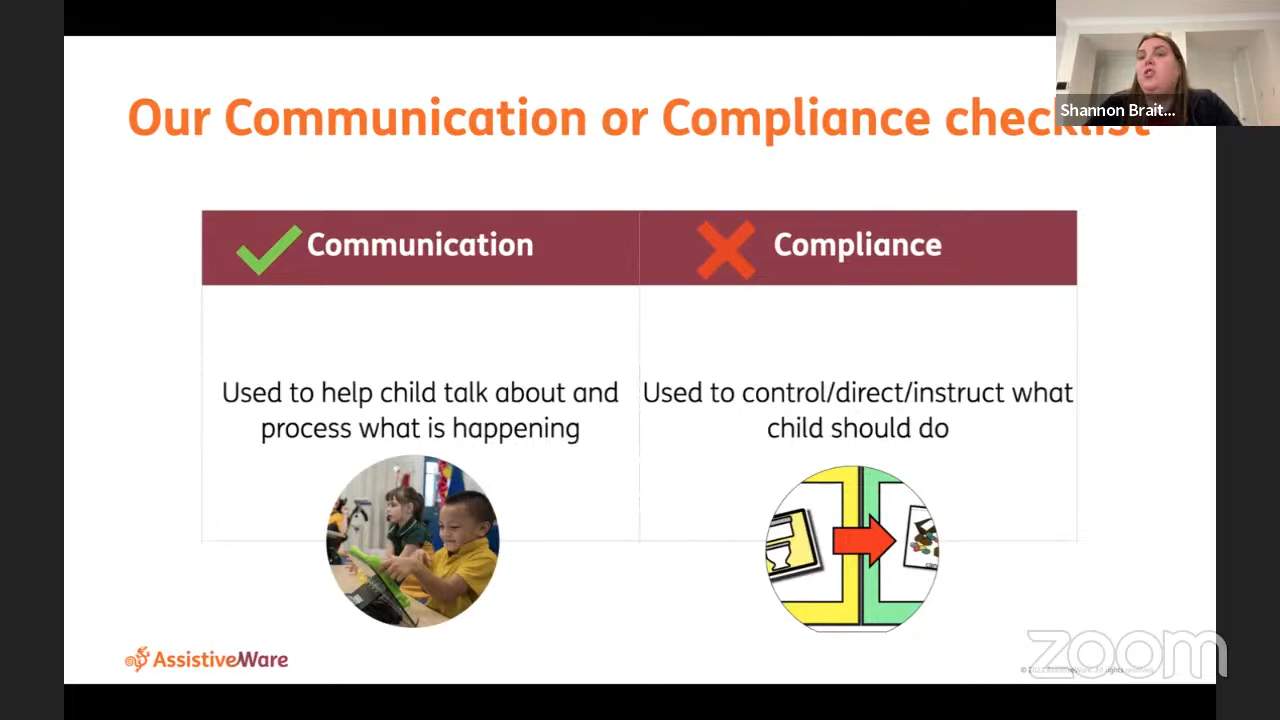 Our Communication or Compliance checklist
Shannon Brait...
Communication
Compliance
Used to help child talk about and
process what is happening
Used to control/direct/instruct what
child should do
AssistiveWare
zoom